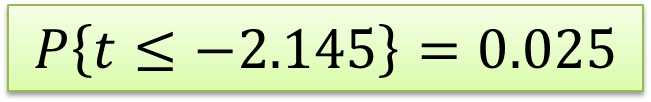 P{t ≤ −2.145} = 0.025